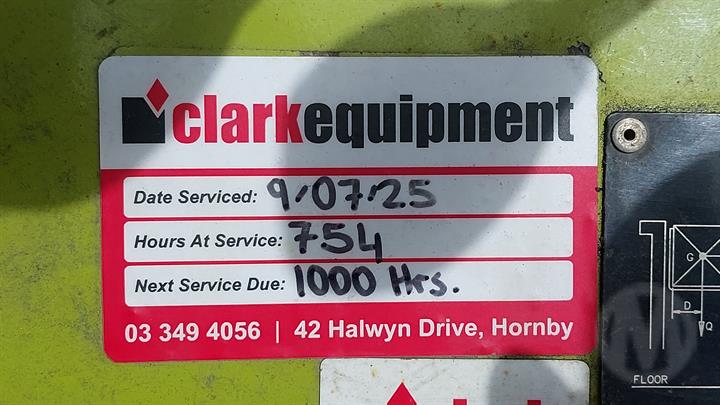 clarkequipment
Date Serviced: 9/07/25
Hours At Service: 754
Next Service Due: 1000 Hrs.
03 349 4056 | 42 Halwyn Drive, Hornby
G
D
Q
FLOOR